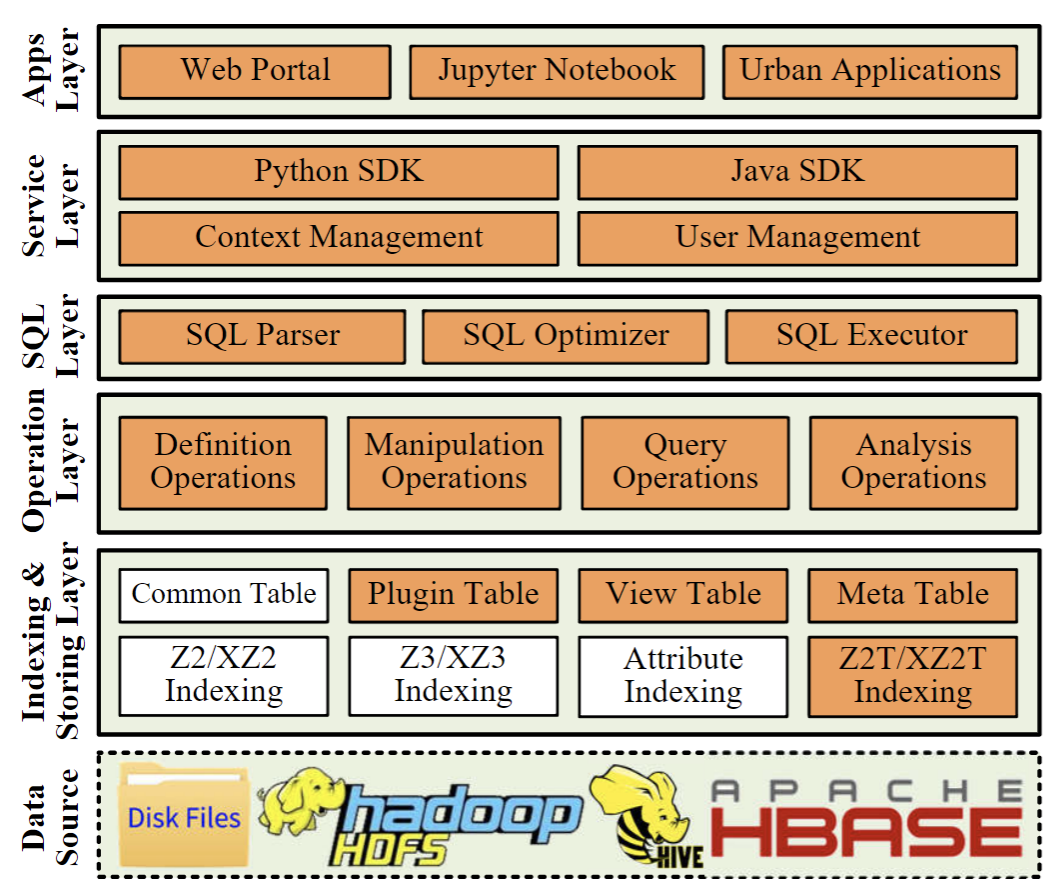 Apps
Layer
Web Portal
Jupyter Notebook
Urban Applications
Service
Layer
Python SDK
Java SDK
Context Management
User Management
SQL
Layer
SQL Parser
SQL Optimizer
SQL Executor
Operation
Layer
Definition
Operations
Manipulation
Operations
Query
Operations
Analysis
Operations
Indexing &
Storing Layer
Common Table
Plugin Table
View Table
Meta Table
Z2/XZ2
Indexing
Z3/XZ3
Indexing
Attribute
Indexing
Z2T/XZ2T
Indexing
Data
Source
Disk Files
hadoop
HDFS
HIVE
APACHE
HBASE